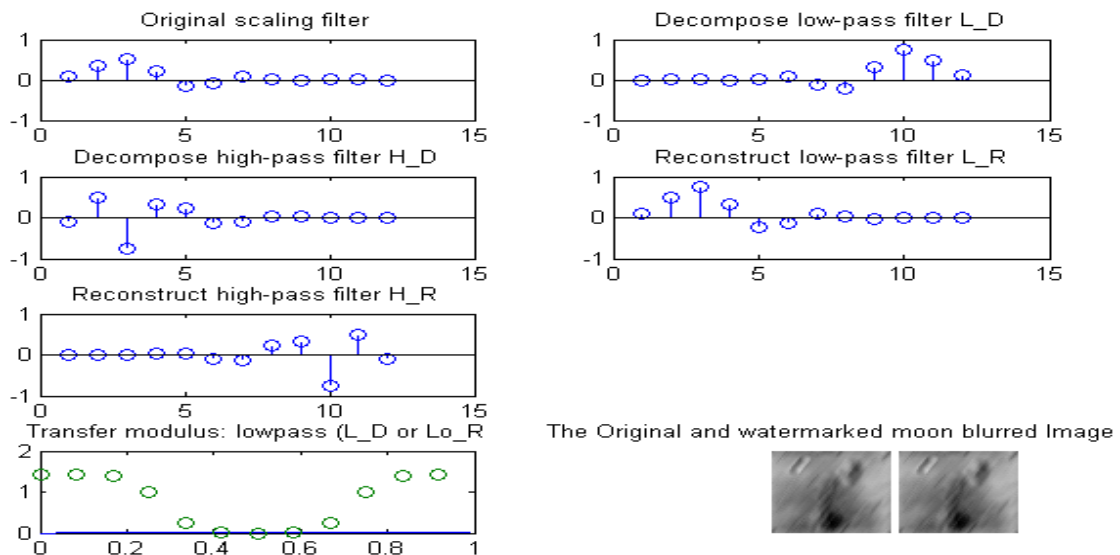 Original scaling filter
1
0
-1
0 5 10 15
Decompose low-pass filter L_D
1
0
-1
0 5 10 15
Decompose high-pass filter H_D
1
0
-1
0 5 10 15
Reconstruct low-pass filter L_R
1
0
-1
0 5 10 15
Reconstruct high-pass filter H_R
1
0
-1
0 5 10 15
Transfer modulus: lowpass (L_D or Lo_R
2
1
0
0 0.2 0.4 0.6 0.8 1
The Original and watermarked moon blurred Image